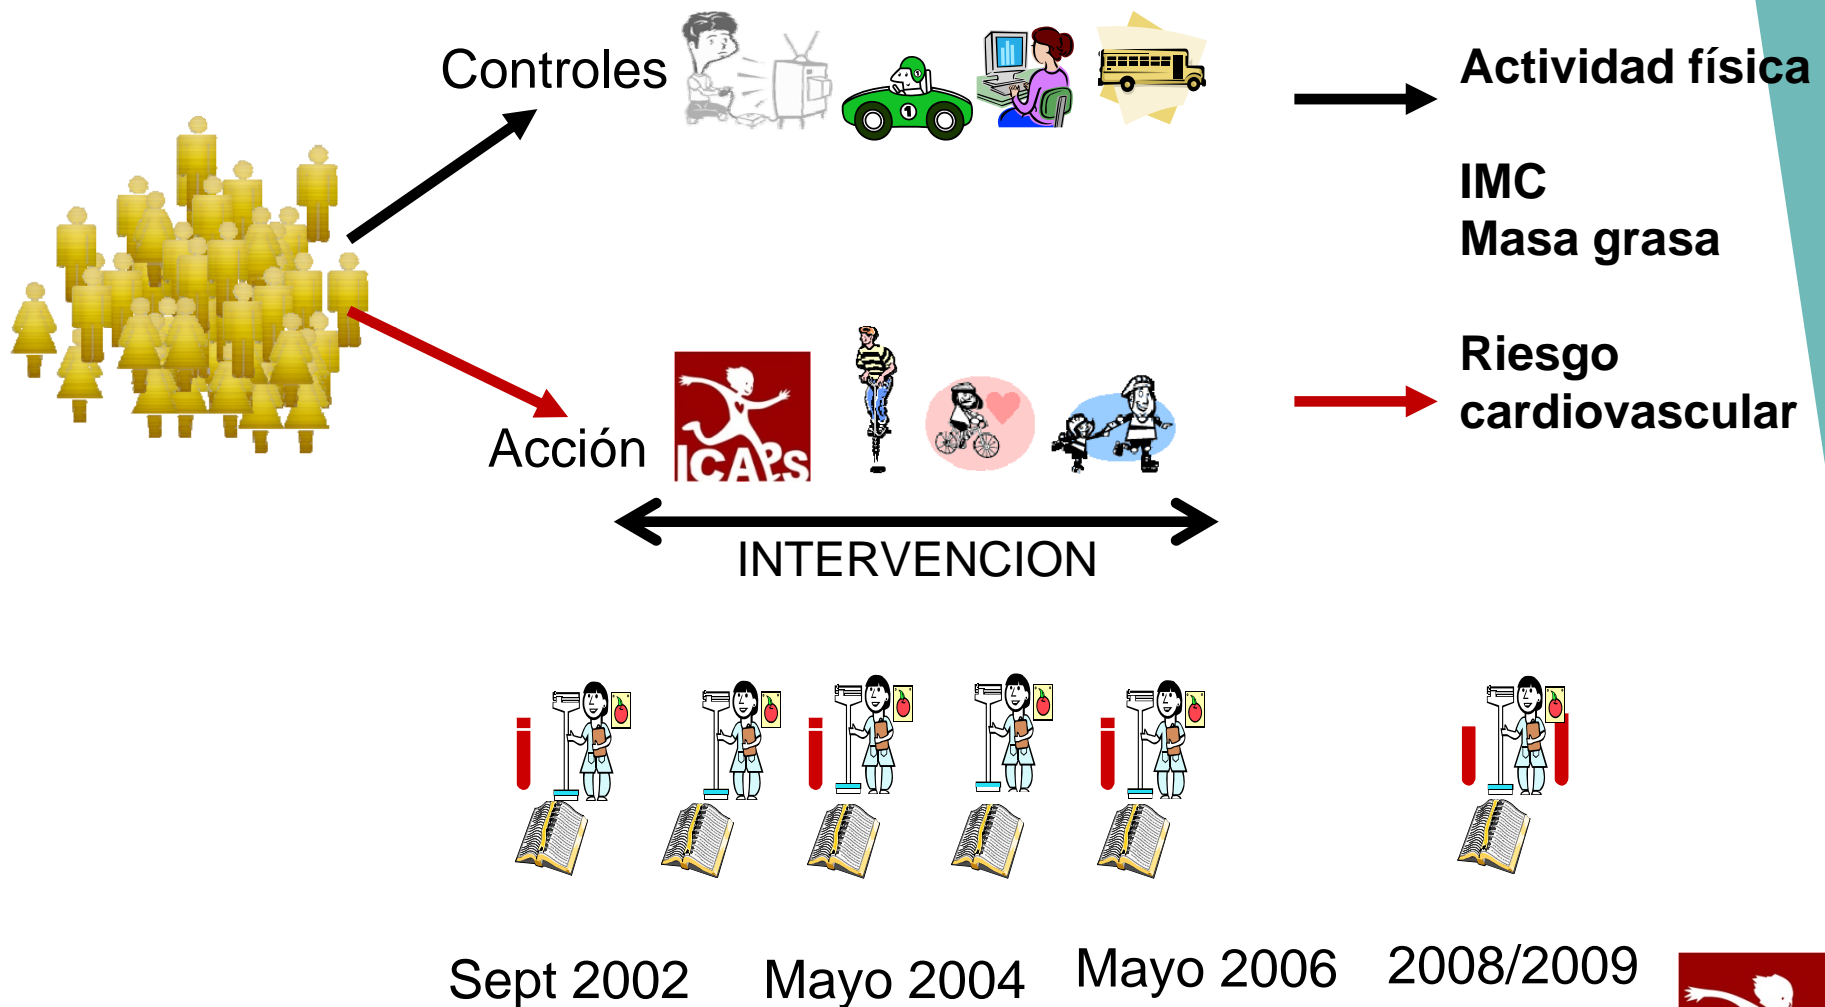 Controles
Actividad física
IMC
Masa grasa
Riesgo
cardiovascular
Acción
ICAPS
1
INTERVENCION
Sept 2002
Mayo 2004
Mayo 2006
2008/2009